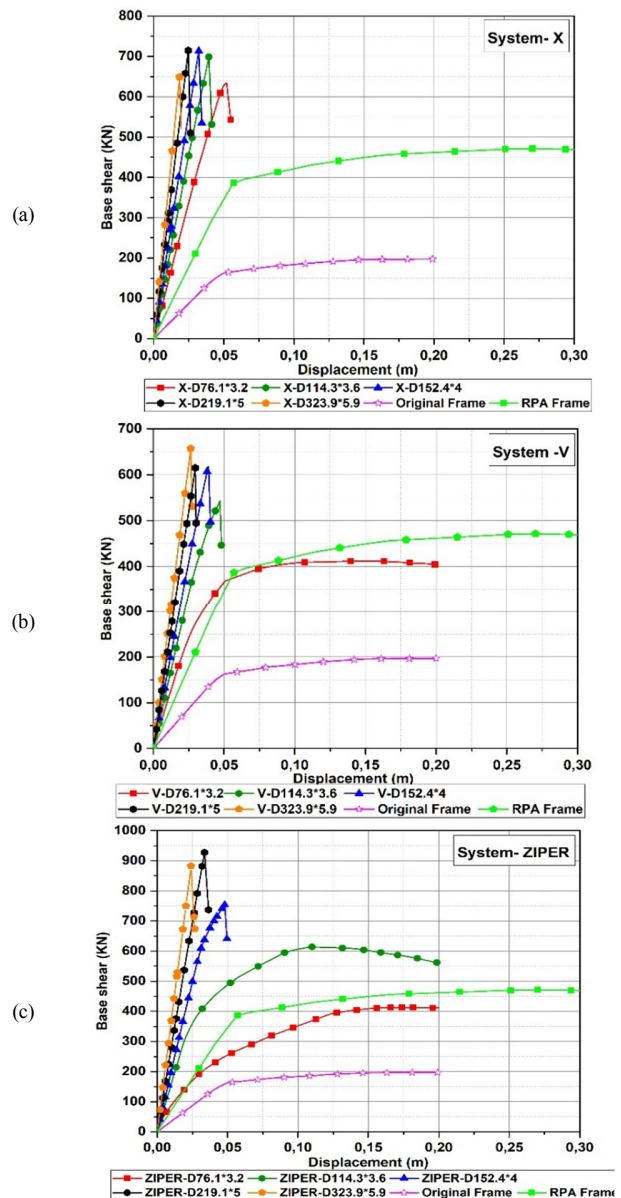 (a)
System- X
Base shear (KN)
800
700
600
500
400
300
200
100
0
0,00 0,05 0,10 0,15 0,20 0,25 0,30
Displacement (m)
X-D76.1*3.2 X-D114.3*3.6 X-D152.4*4
X-D219.1*5 X-D323.9*5.9 Original Frame RPA Frame
(b)
System -V
Base shear (KN)
700
600
500
400
300
200
100
0
0,00 0,05 0,10 0,15 0,20 0,25 0,30
Displacement (m)
V-D76.1*3.2 V-D114.3*3.6 V-D152.4*4
V-D219.1*5 V-D323.9*5.9 Original Frame RPA Frame
(c)
System- ZIPER
Base shear (KN)
1000
900
800
700
600
500
400
300
200
100
0
0,00 0,05 0,10 0,15 0,20 0,25 0,30
Displacement (m)
ZIPER-D76.1*3.2 ZIPER-D114.3*3.6 ZIPER-D152.4*4
ZIPER-D219.1*5 ZIPER-D323.9*5.9 Original Frame RPA Frame